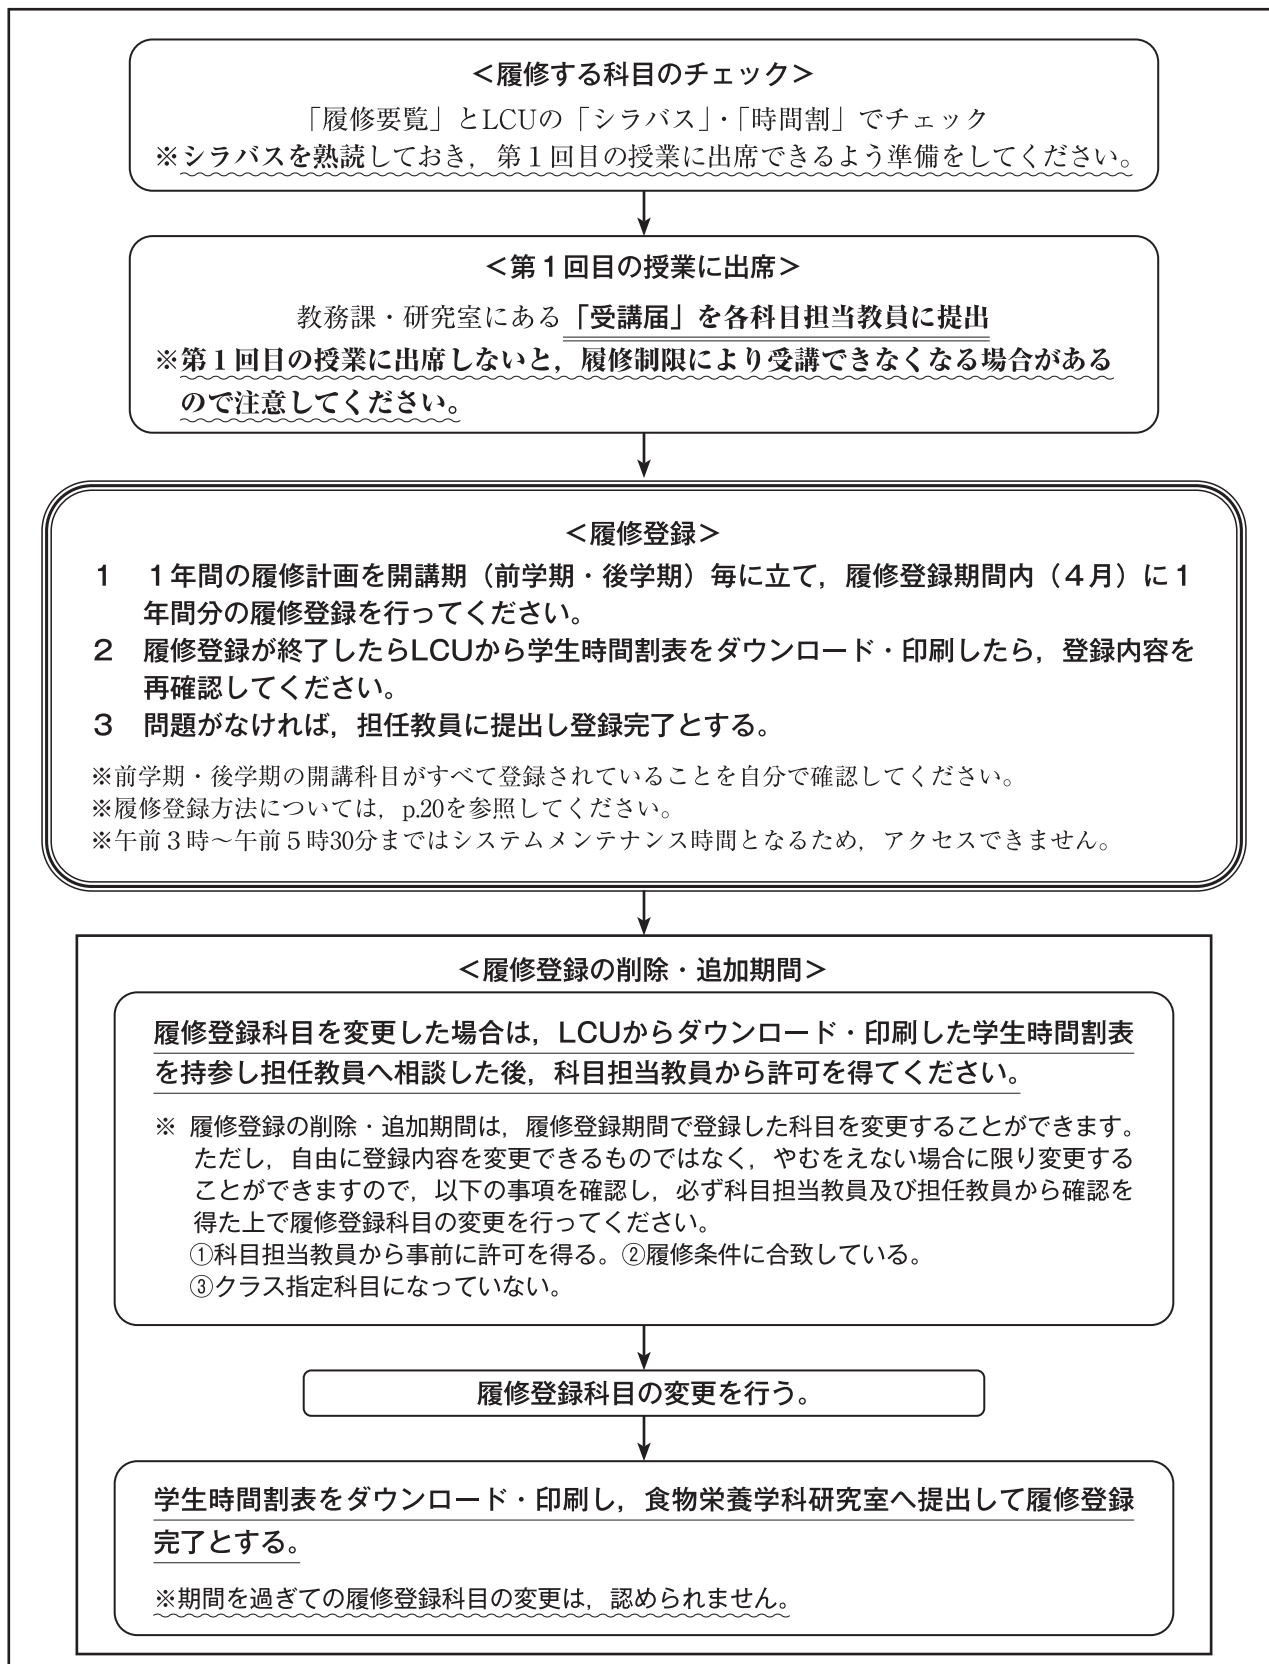 ＜履修する科目のチェック＞
「履修要覧」とLCUの「シラバス」・「時間割」でチェック
※シラバスを熟読しておき，第１回目の授業に出席できるよう準備をしてください。
＜第１回目の授業に出席＞
教務課・研究室にある「受講届」を各科目担当教員に提出
※第１回目の授業に出席しないと，履修制限により受講できなくなる場合がある
ので注意してください。
＜履修登録＞
１　１年間の履修計画を開講期（前学期・後学期）毎に立て，履修登録期間内（４月）に１
年間分の履修登録を行ってください。
２　履修登録が終了したらLCUから学生時間割表をダウンロード・印刷したら，登録内容を
再確認してください。
３　問題がなければ，担任教員に提出し登録完了とする。
※前学期・後学期の開講科目がすべて登録されていることを自分で確認してください。
※履修登録方法については，p.20を参照してください。
※午前３時～午前５時30分まではシステムメンテナンス時間となるため，アクセスできません。
＜履修登録の削除・追加期間＞
履修登録科目を変更した場合は，LCUからダウンロード・印刷した学生時間割表
を持参し担任教員へ相談した後，科目担当教員から許可を得てください。
※ 履修登録の削除・追加期間は，履修登録期間で登録した科目を変更することができます。
ただし，自由に登録内容を変更できるものではなく，やむをえない場合に限り変更する
ことができますので，以下の事項を確認し，必ず科目担当教員及び担任教員から確認を
得た上で履修登録科目の変更を行ってください。
①科目担当教員から事前に許可を得る。②履修条件に合致している。
③クラス指定科目になっていない。
履修登録科目の変更を行う。
学生時間割表をダウンロード・印刷し，食物栄養学科研究室へ提出して履修登録
完了とする。
※期間を過ぎての履修登録科目の変更は，認められません。